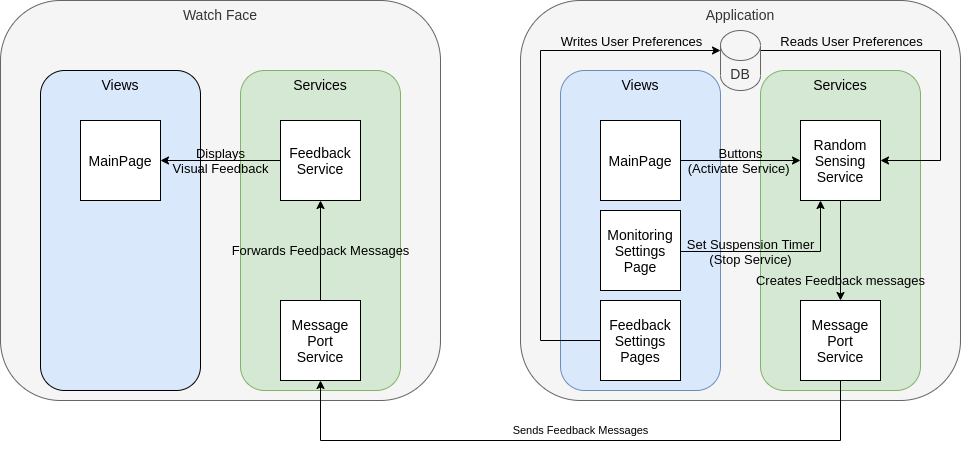 Watch Face
Views
Services
MainPage
Displays
Visual Feedback
Feedback
Service
Forwards Feedback Messages
Message
Port
Service
Application
Writes User Preferences
DB
Reads User Preferences
Views
Services
MainPage
Buttons
(Activate Service)
Random
Sensing
Service
Monitoring
Settings
Page
Set Suspension Timer
(Stop Service)
Creates Feedback messages
Feedback
Settings
Pages
Message
Port
Service
Sends Feedback Messages